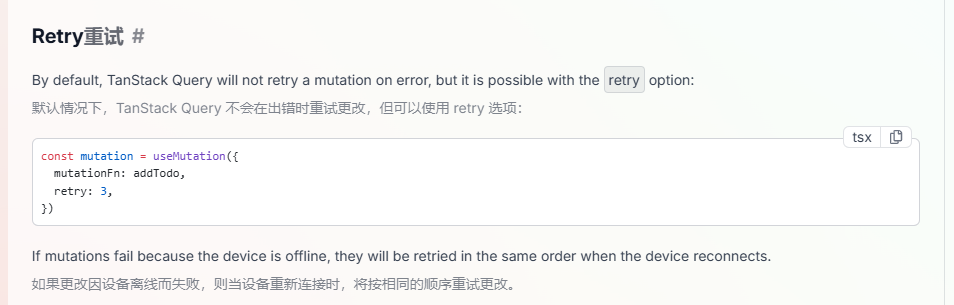 Retry重试 #
By default, TanStack Query will not retry a mutation on error, but it is possible with the retry option:
默认情况下，TanStack Query 不会在出错时重试更改，但可以使用 retry 选项：
tsx
const mutation = useMutation({
  mutationFn: addTodo,
  retry: 3,
})
If mutations fail because the device is offline, they will be retried in the same order when the device reconnects.
如果更改因设备离线而失败，则当设备重新连接时，将按相同的顺序重试更改。